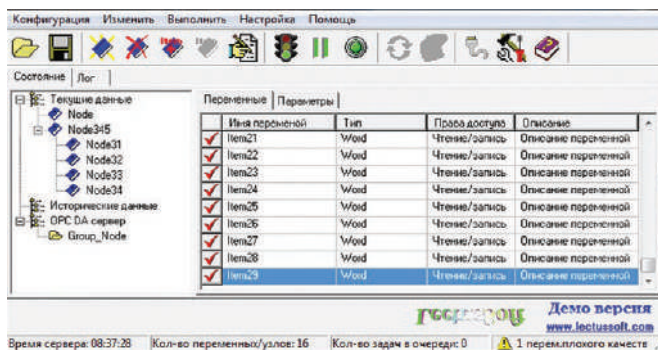 Конфигурация Изменить Выполнить Настройка Помощь
Состояние Лог
Текущие данные
Node
Node345
Node31
Node32
Node33
Node34
Исторические данные
OPC DA сервер
Group_Node
Переменные Параметры
Имя переменой Тип Права доступа Описание
Item21 Word Чтение/запись Описание переменной
Item22 Word Чтение/запись Описание переменной
Item23 Word Чтение/запись Описание переменной
Item24 Word Чтение/запись Описание переменной
Item25 Word Чтение/запись Описание переменной
Item26 Word Чтение/запись Описание переменной
Item27 Word Чтение/запись Описание переменной
Item28 Word Чтение/запись Описание переменной
Item29 Word Чтение/запись Описание переменной
LectusSoft Демо версия
www.lectussoft.com
Время сервера: 08:37:28 Кол-во переменных/узлов: 16 Кол-во задач в очереди: 0 1 перем.плохого качеств